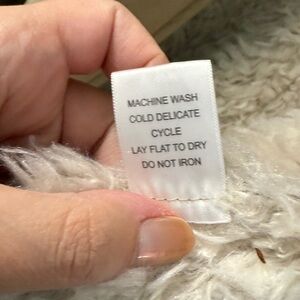 MACHINE WASH
COLD DELICATE
CYCLE
LAY FLAT TO DRY
DO NOT IRON